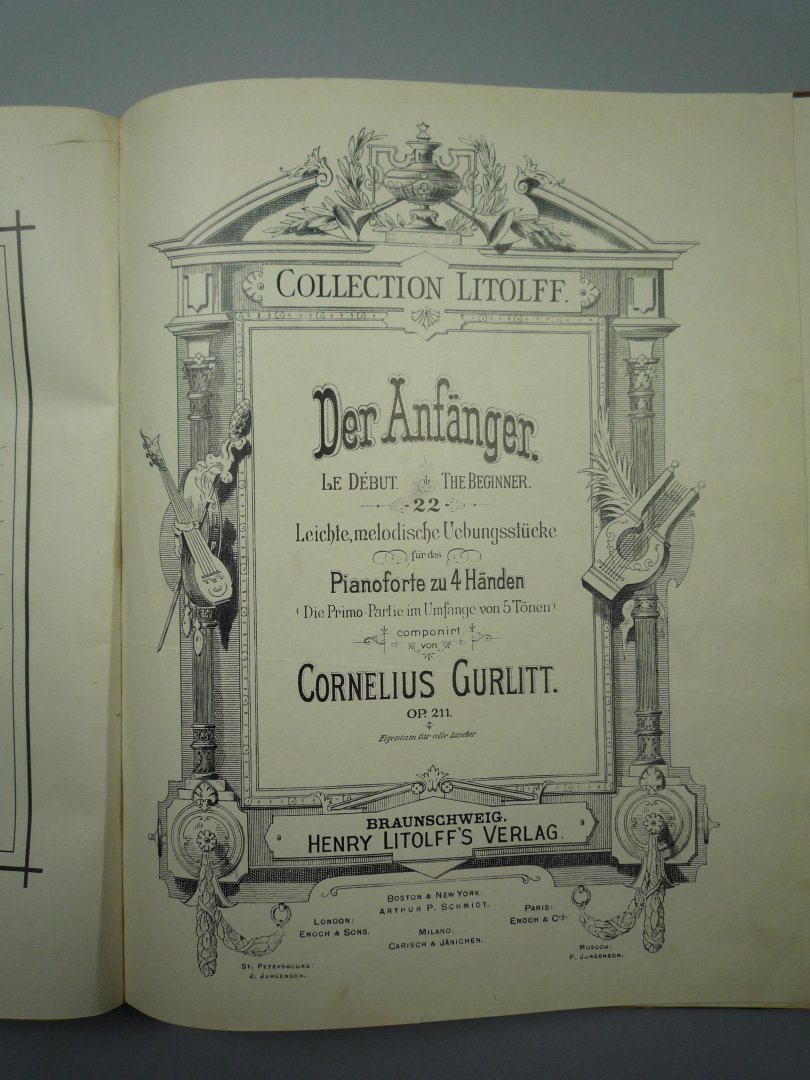 COLLECTION LITOLFF.
Der Anfänger.
LE DÉBUT. THE BEGINNER.
22
Leichte, melodische Uebungsstücke
für das
Pianoforte zu 4 Händen
(Die Primo-Partie im Umfange von 5 Tönen)
componirt
von
CORNELIUS GURLITT.
OP. 211.
Eigentum für alle Länder.
BRAUNSCHWEIG.
HENRY LITOLFF'S VERLAG.
BOSTON & NEW YORK:
ARTHUR P. SCHMIDT.
LONDON:
ENOCH & SONS.
MILANO:
CARISCH & JÄNICHEN.
PARIS:
ENOCH & CIE.
ST. PETERSBOURG:
J. JURGENSON.
MOSCOU:
P. JURGENSON.